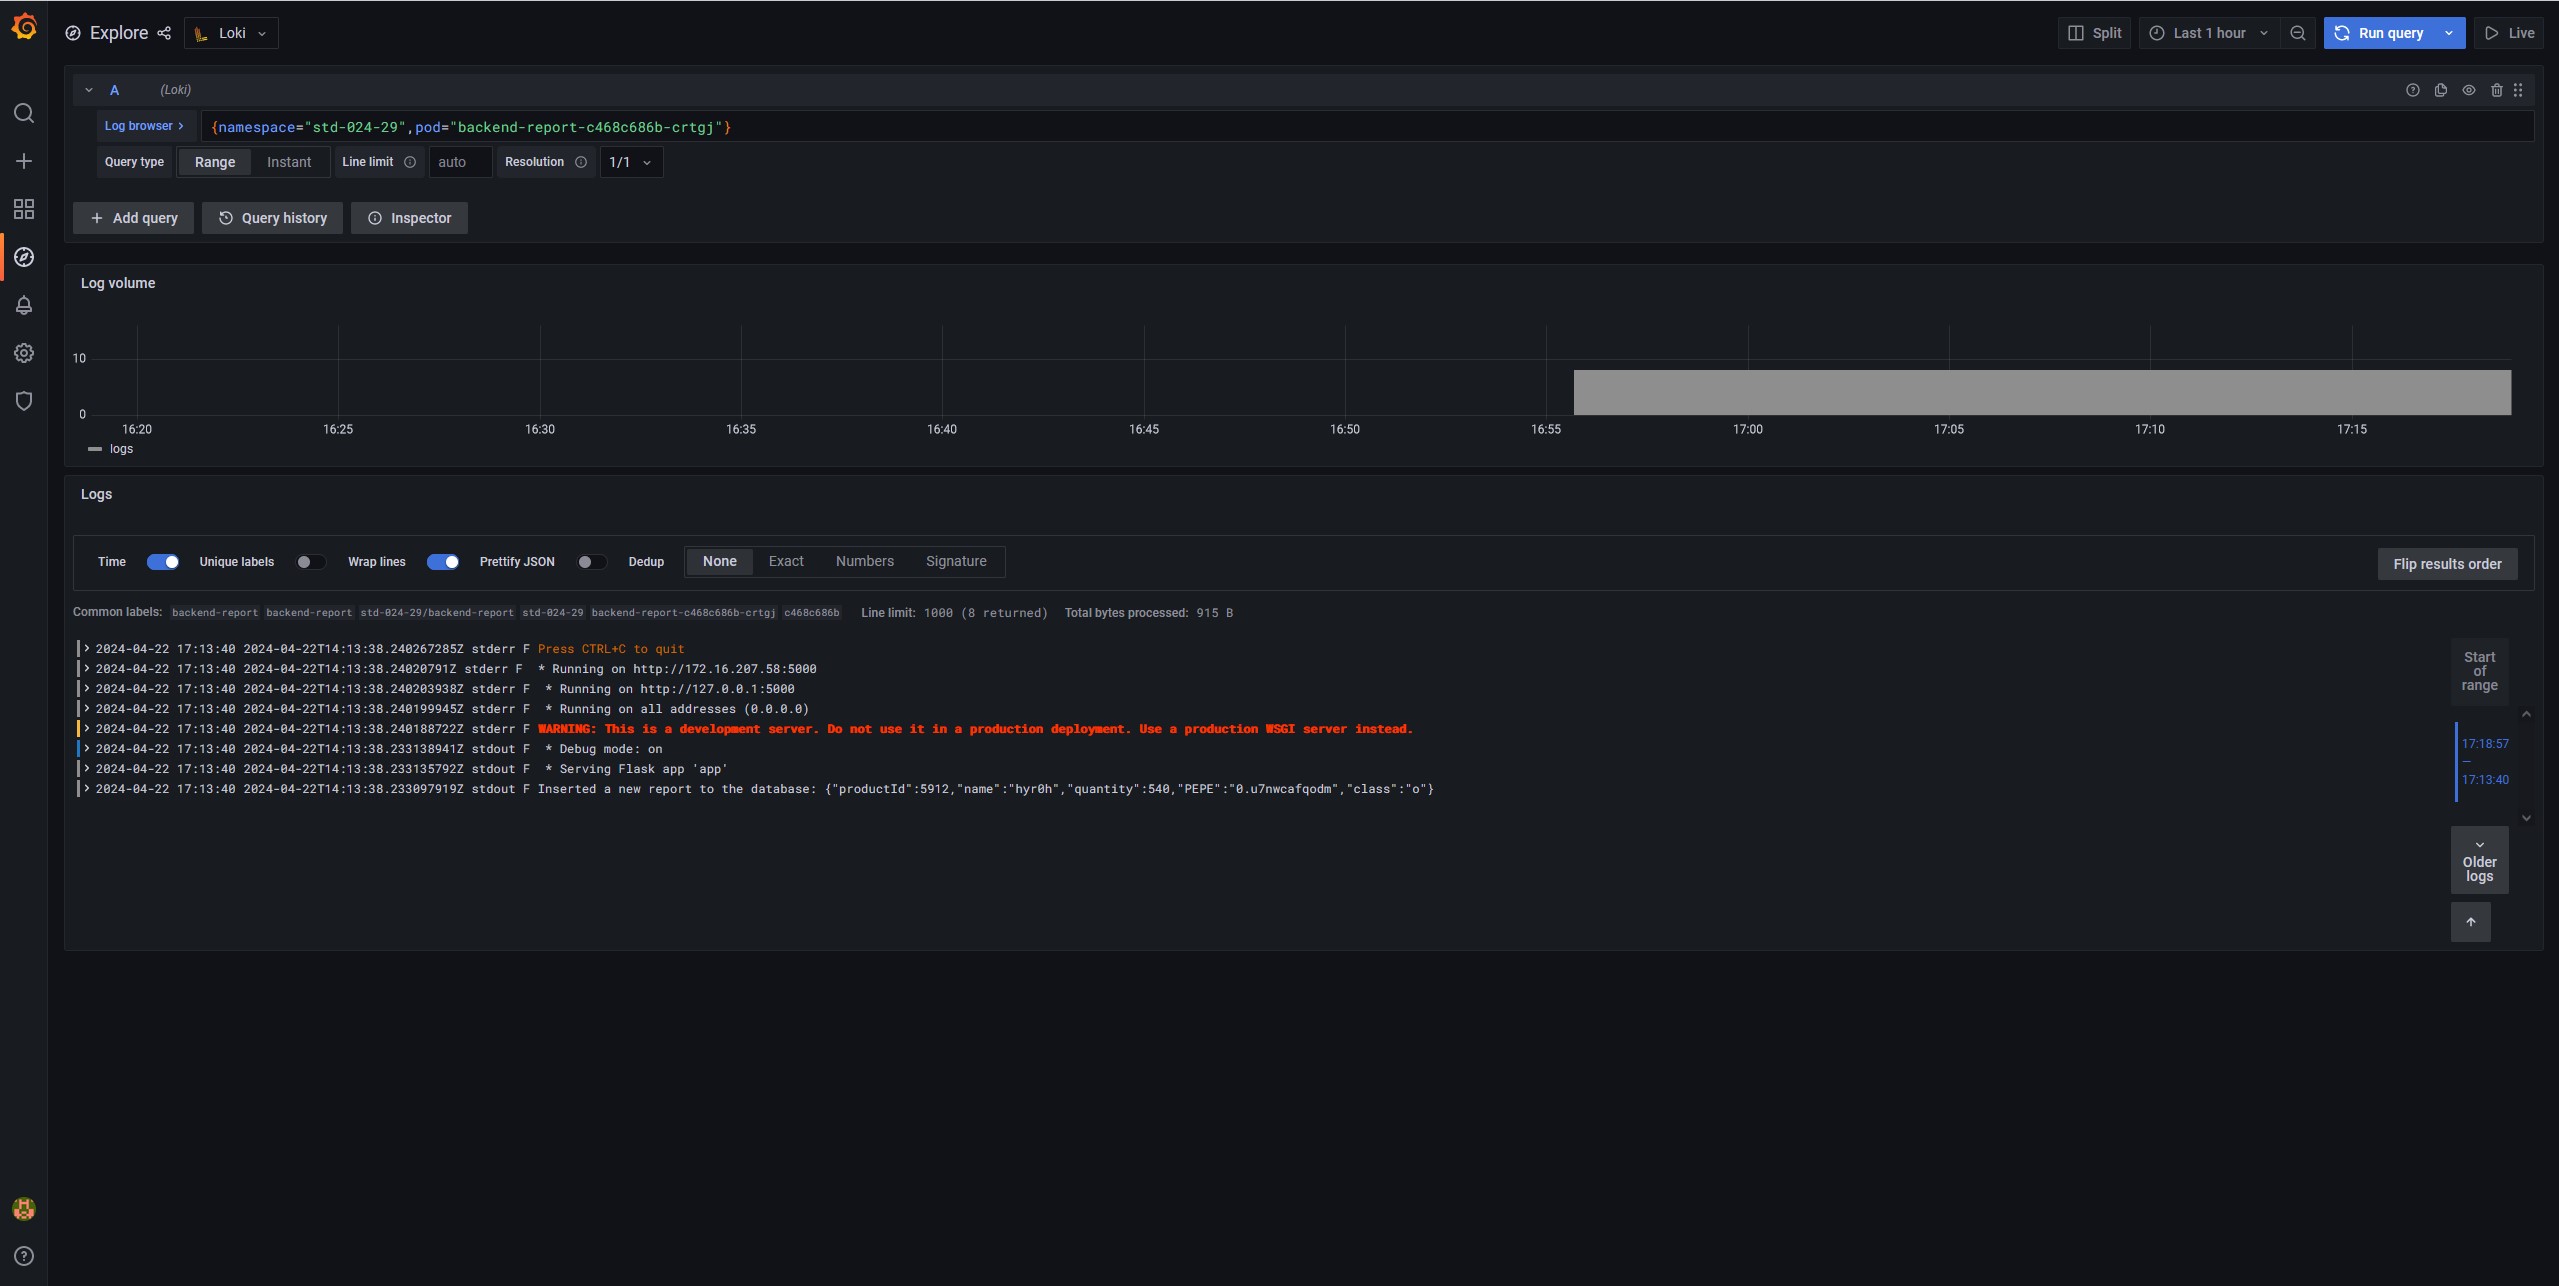 Explore Loki Split Last 1 hour Run query Live
A (Loki)
Log browser > {namespace="std-024-29",pod="backend-report-c468c686b-crtgj"}
Query type Range Instant Line limit auto Resolution 1/1
+ Add query Query history Inspector
Log volume
10
0
16:20 16:25 16:30 16:35 16:40 16:45 16:50 16:55 17:00 17:05 17:10 17:15
logs
Logs
Time Unique labels Wrap lines Prettify JSON Dedup None Exact Numbers Signature Flip results order
Common labels: backend-report backend-report std-024-29/backend-report std-024-29 backend-report-c468c686b-crtgj c468c686b Line limit: 1000 (8 returned) Total bytes processed: 915 B
> 2024-04-22 17:13:40 2024-04-22T14:13:38.240267285Z stderr F Press CTRL+C to quit
> 2024-04-22 17:13:40 2024-04-22T14:13:38.24020791Z stderr F  * Running on http://172.16.207.58:5000
> 2024-04-22 17:13:40 2024-04-22T14:13:38.240203938Z stderr F  * Running on http://127.0.0.1:5000
> 2024-04-22 17:13:40 2024-04-22T14:13:38.240199945Z stderr F  * Running on all addresses (0.0.0.0)
> 2024-04-22 17:13:40 2024-04-22T14:13:38.240188722Z stderr F WARNING: This is a development server. Do not use it in a production deployment. Use a production WSGI server instead.
> 2024-04-22 17:13:40 2024-04-22T14:13:38.233138941Z stdout F  * Debug mode: on
> 2024-04-22 17:13:40 2024-04-22T14:13:38.233135792Z stdout F  * Serving Flask app 'app'
> 2024-04-22 17:13:40 2024-04-22T14:13:38.233097919Z stdout F Inserted a new report to the database: {"productId":5912,"name":"hyr0h","quantity":540,"PEPE":"0.u7nwcafqodm","class":"o"}
Start
of
range
17:18:57
—
17:13:40
Older
logs